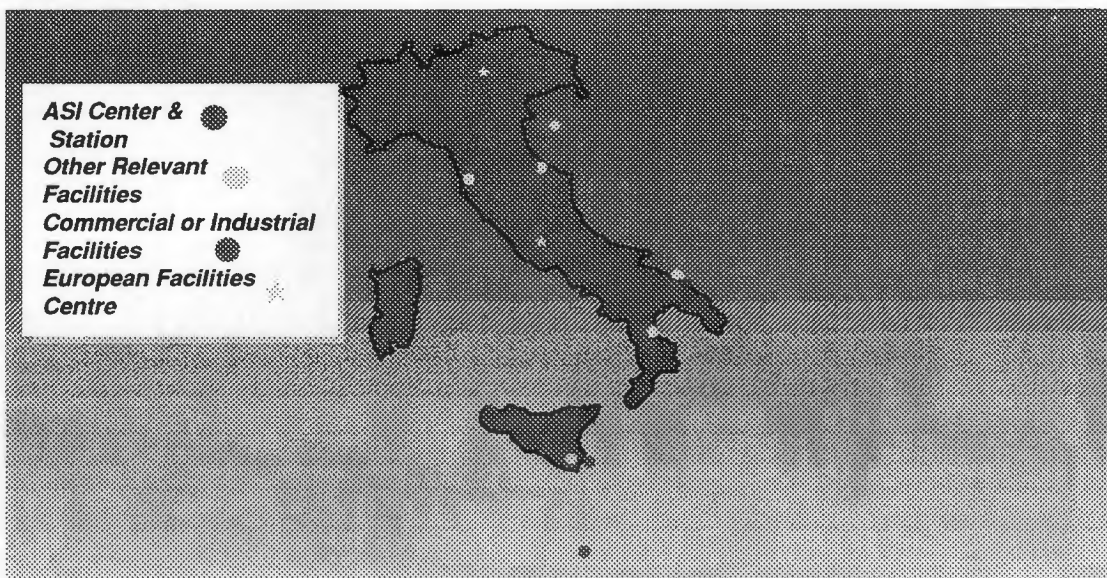 ASI Center &
Station
Other Relevant
Facilities
Commercial or Industrial
Facilities
European Facilities
Centre